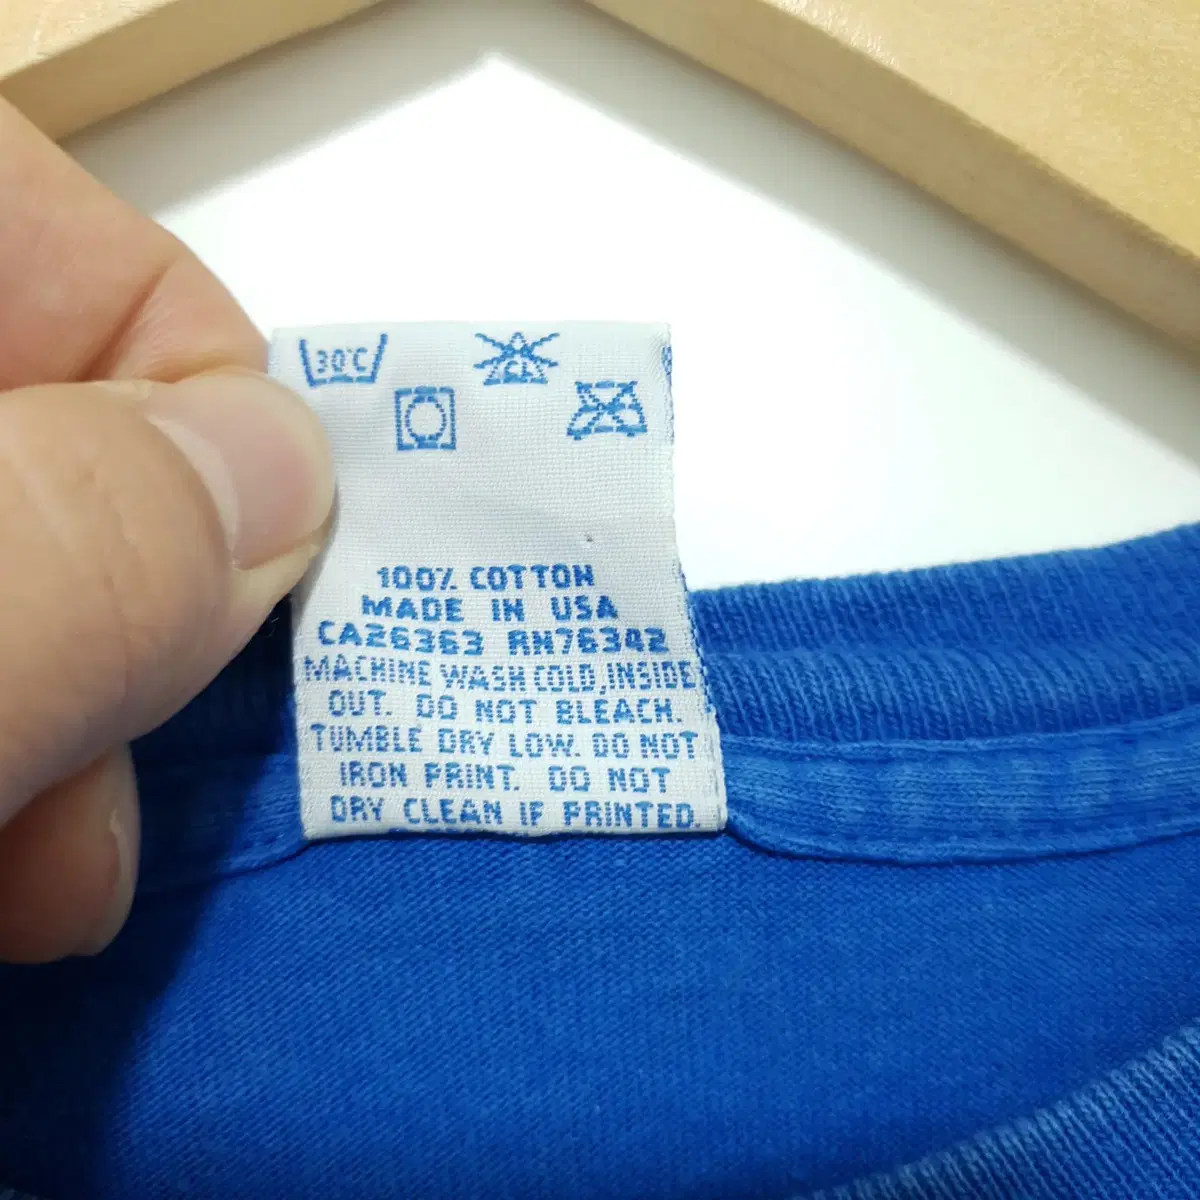 30°C
CL
100% COTTON
MADE IN USA
CA26363 RN76342
MACHINE WASH COLD, INSIDE
OUT. DO NOT BLEACH.
TUMBLE DRY LOW. DO NOT
IRON PRINT. DO NOT
DRY CLEAN IF PRINTED.